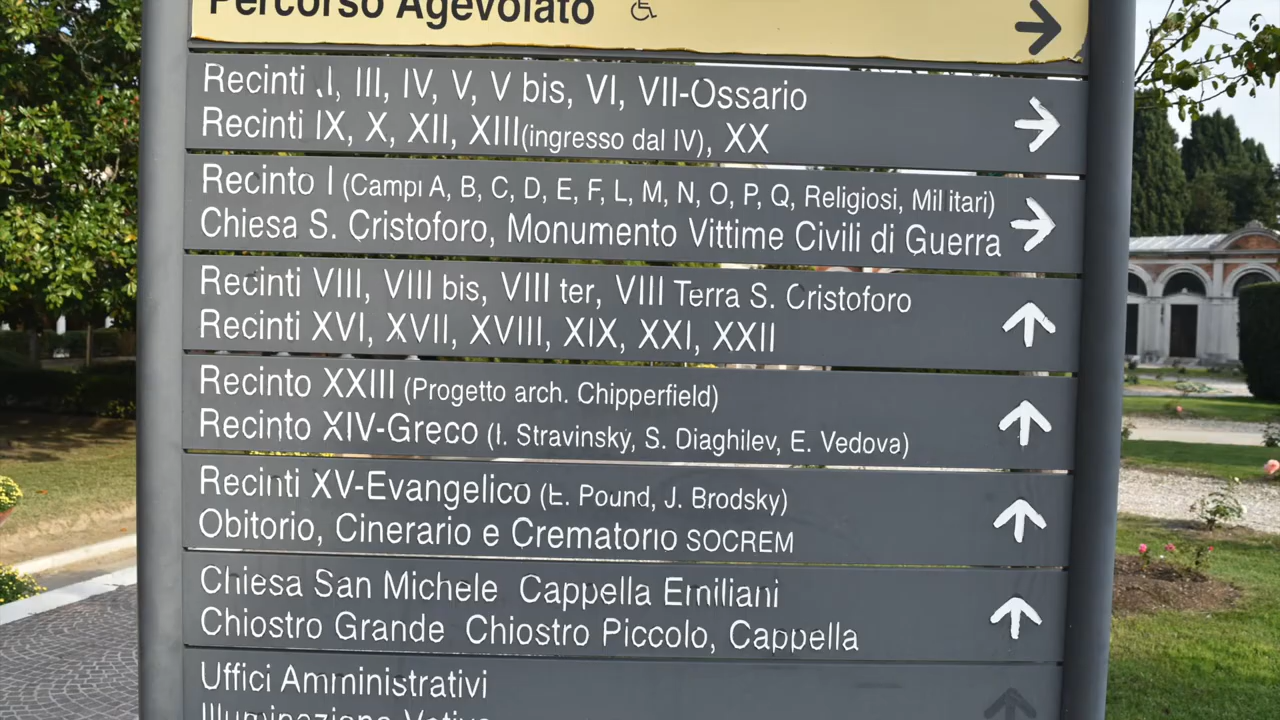 Percorso Agevolato
Recinti I, III, IV, V, V bis, VI, VII-Ossario
Recinti IX, X, XII, XIII(ingresso dal IV), XX
Recinto I (Campi A, B, C, D, E, F, L, M, N, O, P, Q, Religiosi, Militari)
Chiesa S. Cristoforo, Monumento Vittime Civili di Guerra
Recinti VIII, VIII bis, VIII ter, VIII Terra S. Cristoforo
Recinti XVI, XVII, XVIII, XIX, XXI, XXII
Recinto XXIII (Progetto arch. Chipperfield)
Recinto XIV-Greco (I. Stravinsky, S. Diaghilev, E. Vedova)
Recinti XV-Evangelico (E. Pound, J. Brodsky)
Obitorio, Cinerario e Crematorio SOCREM
Chiesa San Michele Cappella Emiliani
Chiostro Grande Chiostro Piccolo, Cappella
Uffici Amministrativi
Illuminazione Votiva